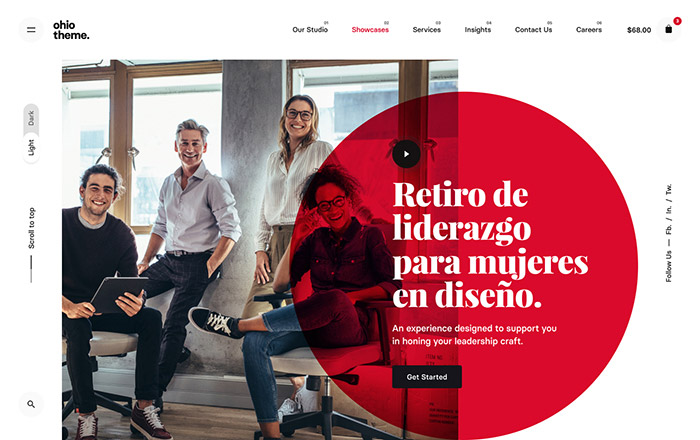 ohio
theme.
01
Our Studio
02
Showcases
03
Services
04
Insights
05
Contact Us
06
Careers
$68.00
3
Dark
Light
Scroll to top
Retiro de
liderazgo
para mujeres
en diseño.
An experience designed to support you
in honing your leadership craft.
Get Started
Follow Us — Fb. / In. / Tw.